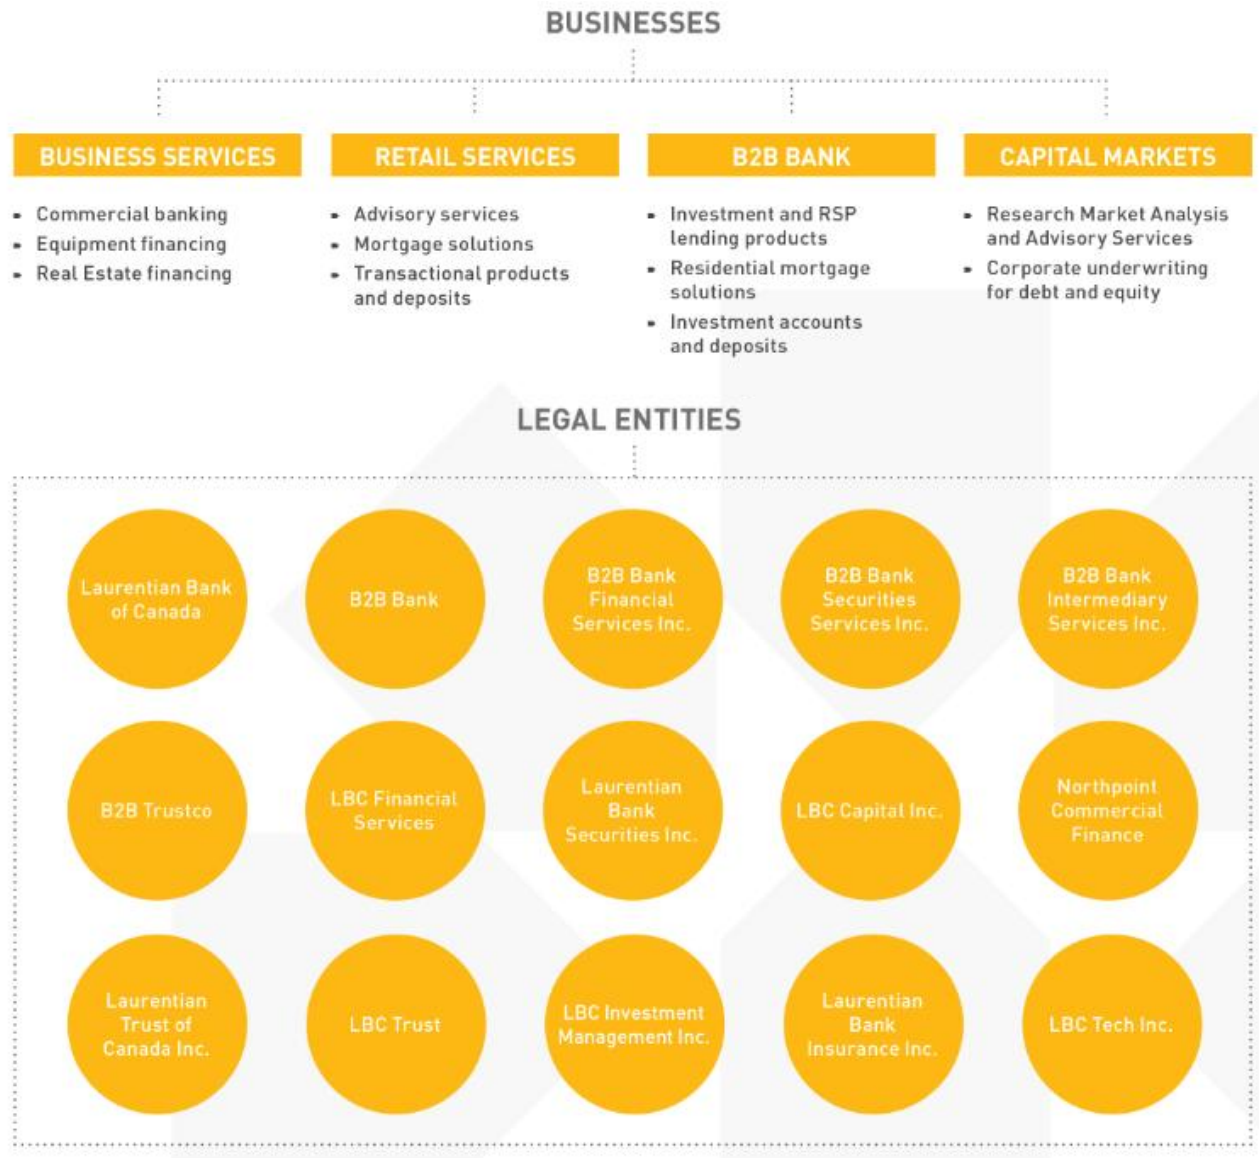 BUSINESSES
BUSINESS SERVICES
Commercial banking
Equipment financing
Real Estate financing
RETAIL SERVICES
Advisory services
Mortgage solutions
Transactional products
and deposits
B2B BANK
Investment and RSP
lending products
Residential mortgage
solutions
Investment accounts
and deposits
CAPITAL MARKETS
Research Market Analysis
and Advisory Services
Corporate underwriting
for debt and equity
LEGAL ENTITIES
Laurentian Bank
of Canada
B2B Bank
B2B Bank
Financial
Services Inc.
B2B Bank
Securities
Services Inc.
B2B Bank
Intermediary
Services Inc.
B2B Trustco
LBC Financial
Services
Laurentian
Bank
Securities Inc.
LBC Capital Inc.
Northpoint
Commercial
Finance
Laurentian
Trust of
Canada Inc.
LBC Trust
LBC Investment
Management Inc.
Laurentian
Bank
Insurance Inc.
LBC Tech Inc.